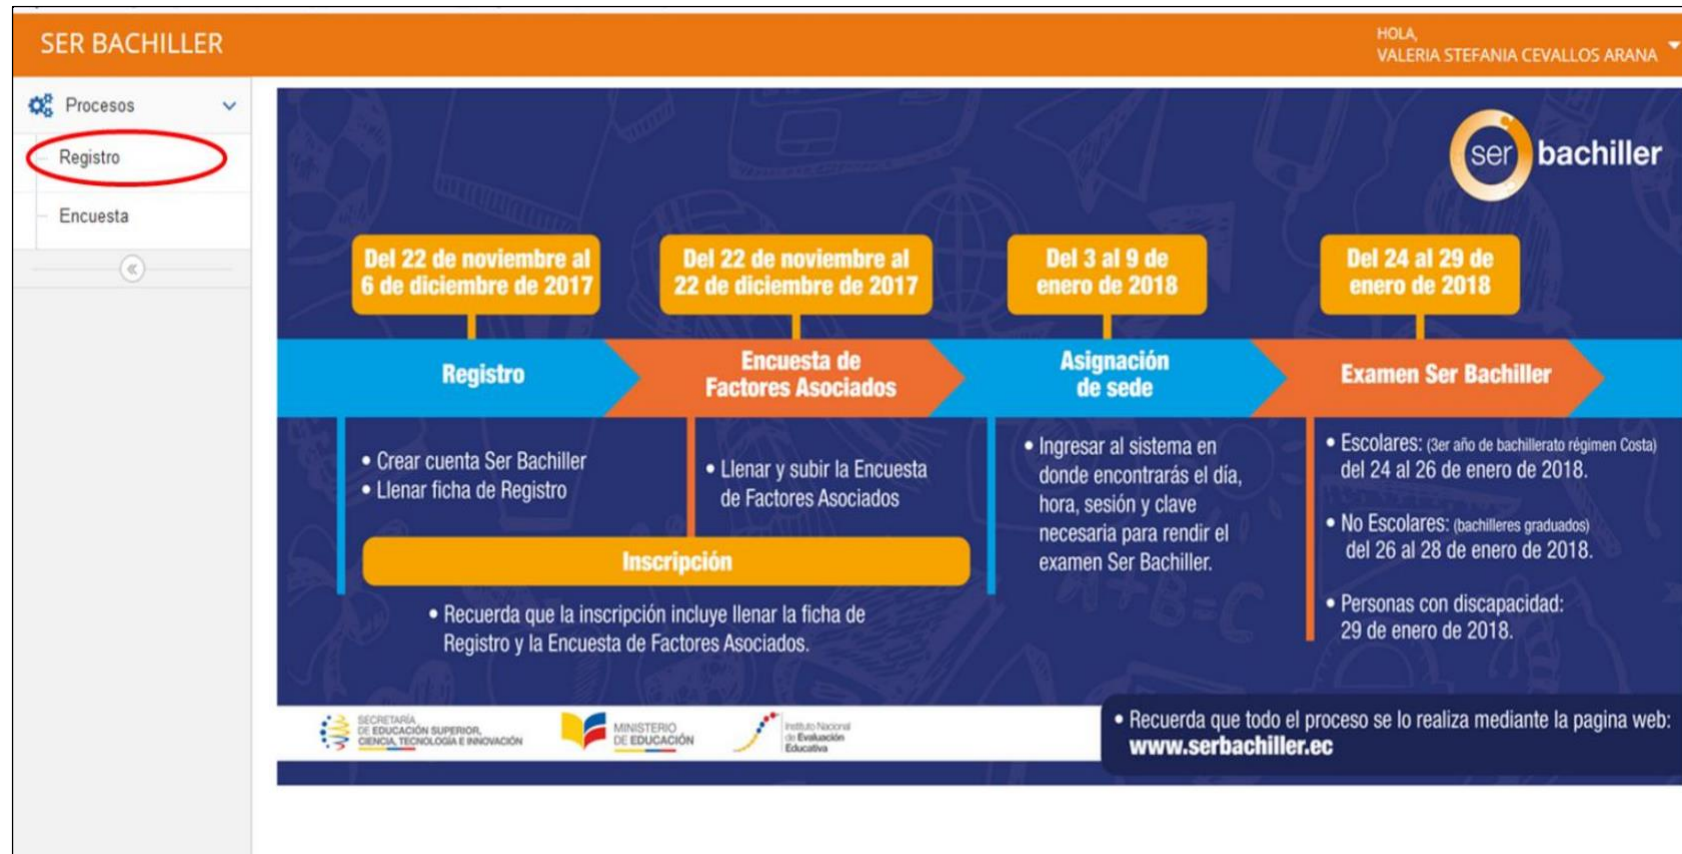 SER BACHILLER
HOLA,
VALERIA STEFANIA CEVALLOS ARANA
Procesos
Registro
Encuesta
ser bachiller
Del 22 de noviembre al
6 de diciembre de 2017
Del 22 de noviembre al
22 de diciembre de 2017
Del 3 al 9 de
enero de 2018
Del 24 al 29 de
enero de 2018
Registro
Encuesta de
Factores Asociados
Asignación
de sede
Examen Ser Bachiller
• Crear cuenta Ser Bachiller
• Llenar ficha de Registro
• Llenar y subir la Encuesta
de Factores Asociados
Inscripción
• Recuerda que la inscripción incluye llenar la ficha de
Registro y la Encuesta de Factores Asociados.
• Ingresar al sistema en
donde encontrarás el día,
hora, sesión y clave
necesaria para rendir el
examen Ser Bachiller.
• Escolares: (3er año de bachillerato régimen Costa)
del 24 al 26 de enero de 2018.
• No Escolares: (bachilleres graduados)
del 26 al 28 de enero de 2018.
• Personas con discapacidad:
29 de enero de 2018.
A+B=C
SECRETARÍA
DE EDUCACIÓN SUPERIOR,
CIENCIA, TECNOLOGÍA E INNOVACIÓN
MINISTERIO
DE EDUCACIÓN
Instituto Nacional
de Evaluación
Educativa
• Recuerda que todo el proceso se lo realiza mediante la pagina web:
www.serbachiller.ec